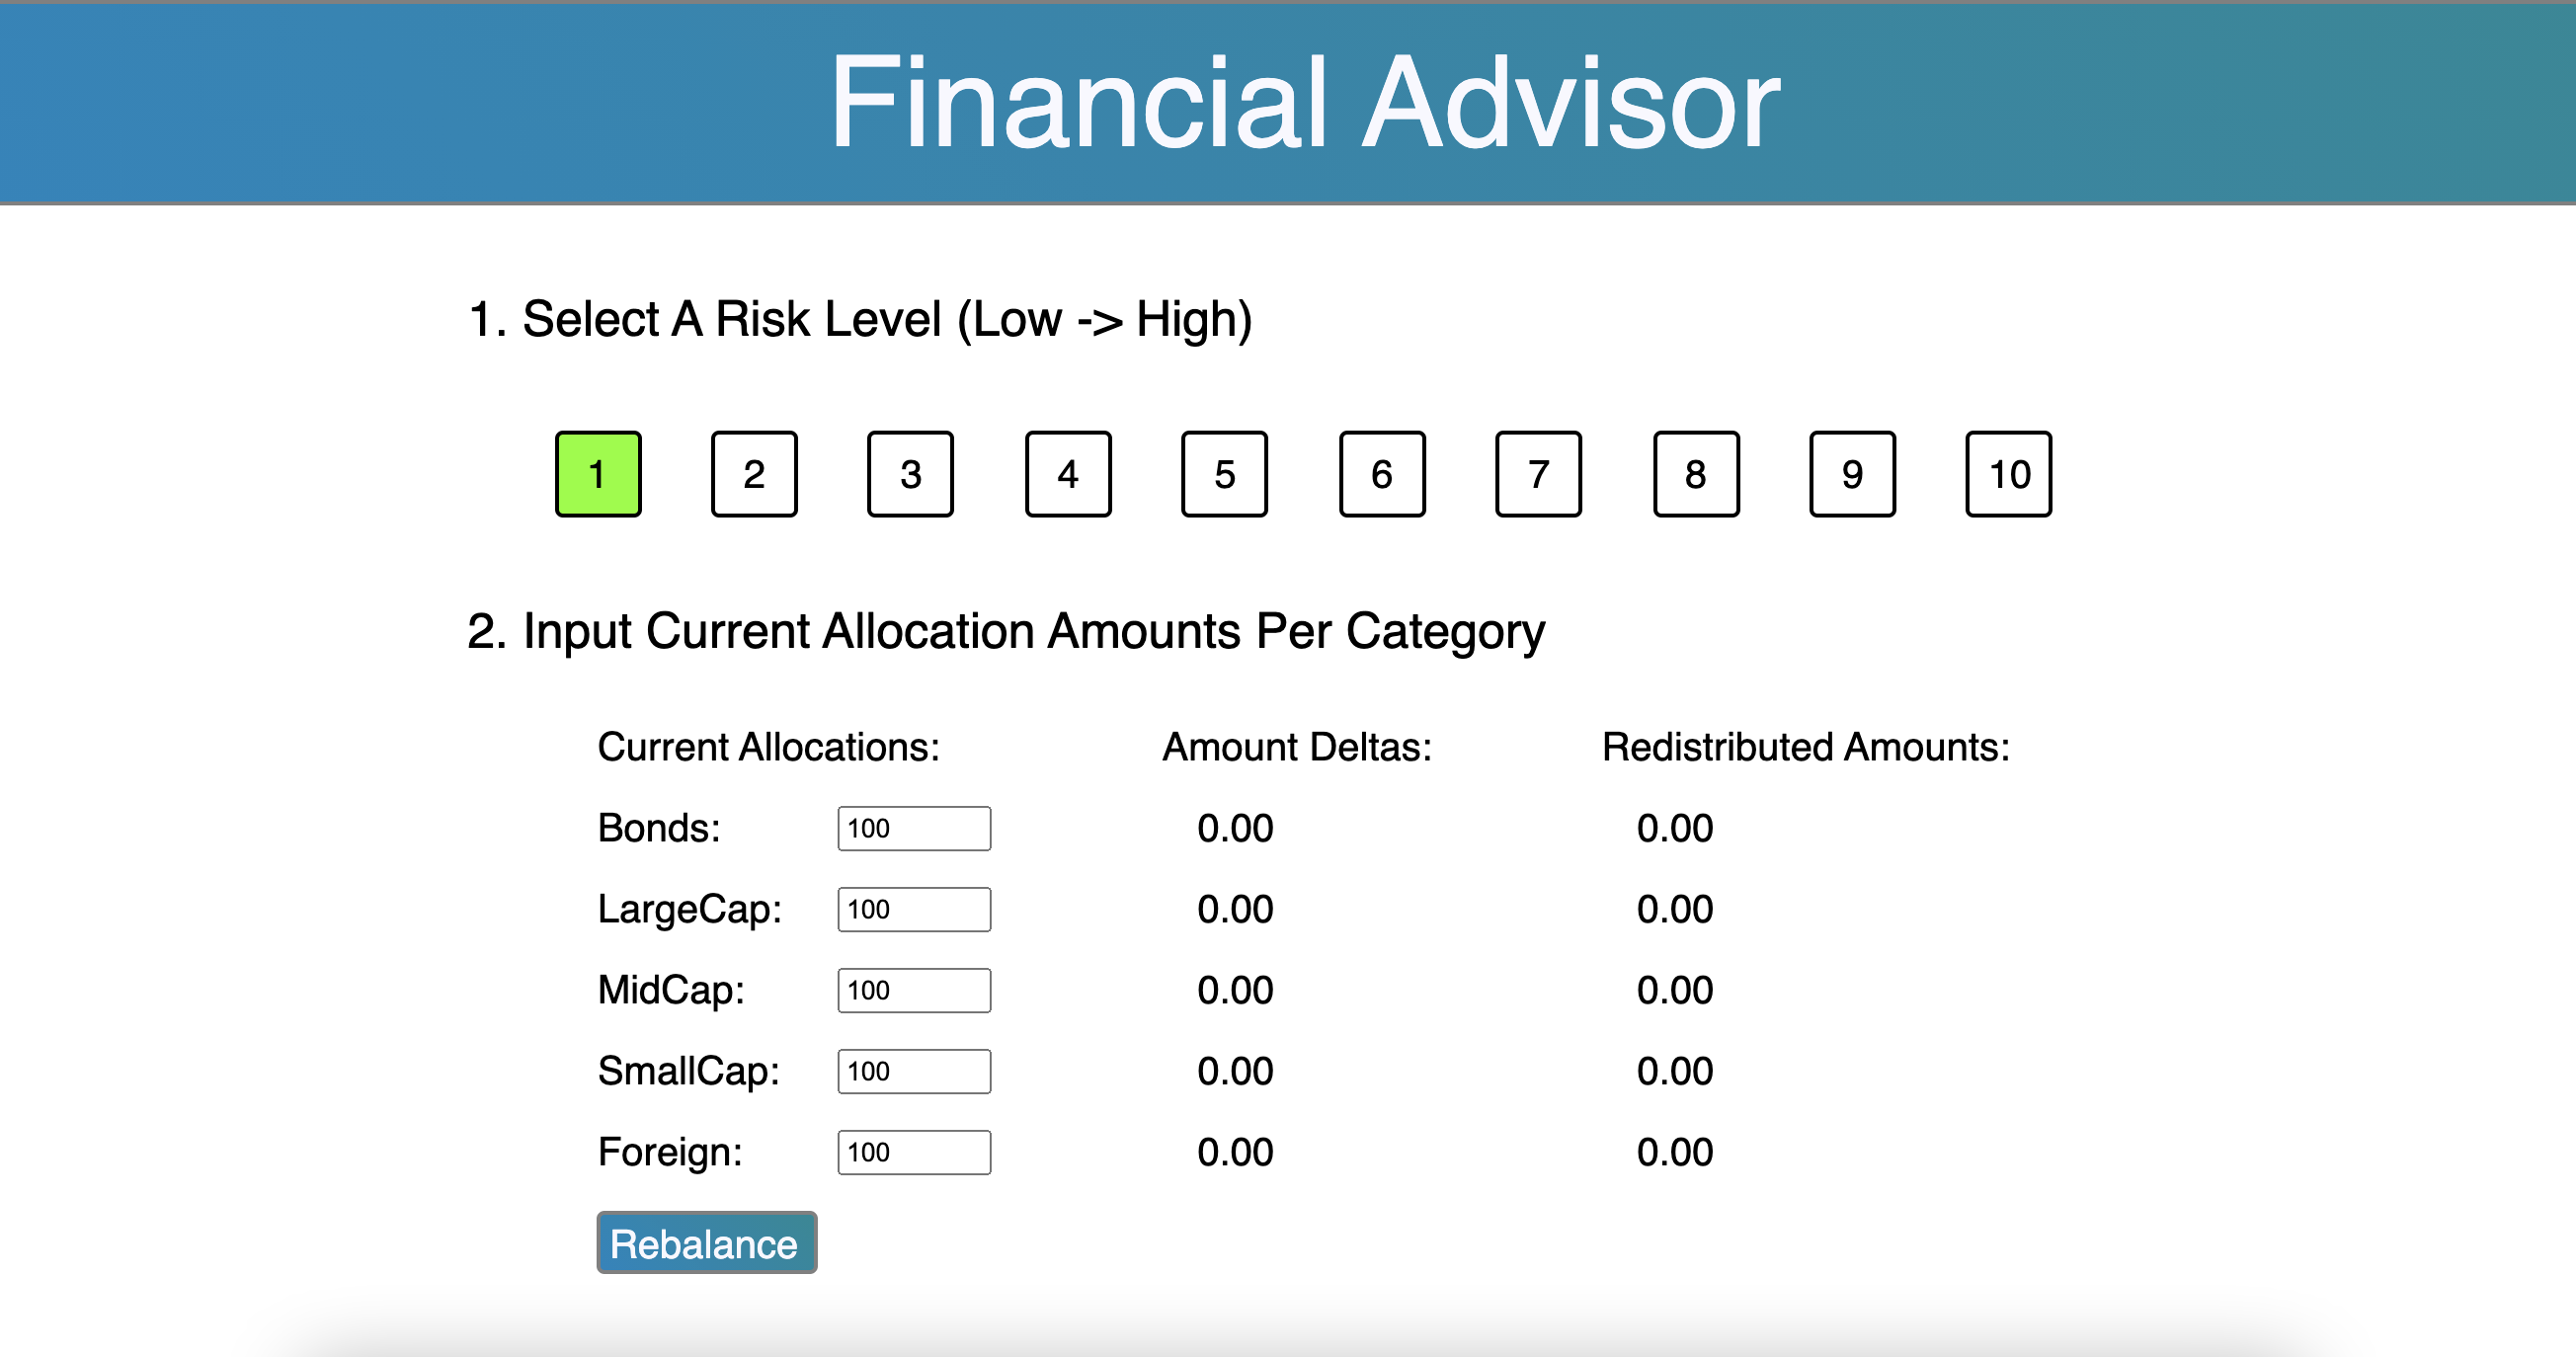 Financial Advisor
1. Select A Risk Level (Low -> High)
1 2 3 4 5 6 7 8 9 10
2. Input Current Allocation Amounts Per Category
Current Allocations: Amount Deltas: Redistributed Amounts:
Bonds: 100 0.00 0.00
LargeCap: 100 0.00 0.00
MidCap: 100 0.00 0.00
SmallCap: 100 0.00 0.00
Foreign: 100 0.00 0.00
Rebalance